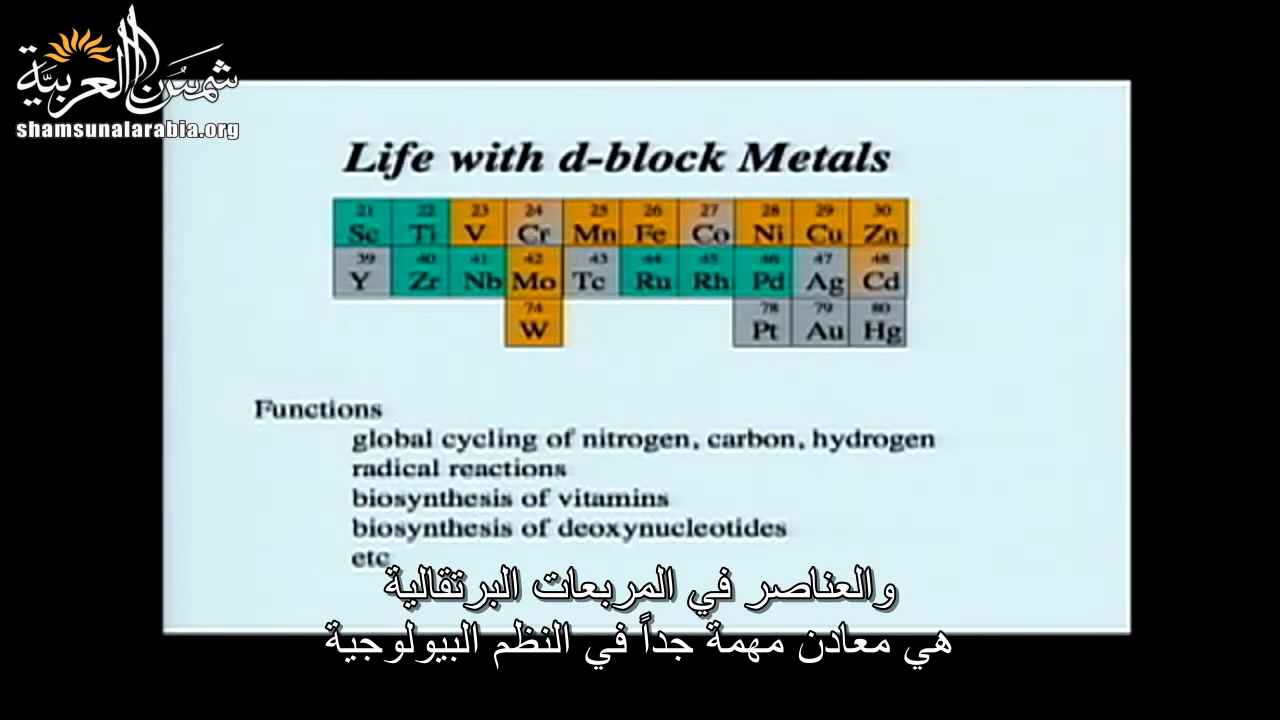 شمس العربية
shamsunalarabia.org
Life with d-block Metals
21 22 23 24 25 26 27 28 29 30
Sc Ti V Cr Mn Fe Co Ni Cu Zn
39 40 41 42 43 44 45 46 47 48
Y Zr Nb Mo Tc Ru Rh Pd Ag Cd
74 78 79 80
W Pt Au Hg
Functions
global cycling of nitrogen, carbon, hydrogen
radical reactions
biosynthesis of vitamins
biosynthesis of deoxynucleotides
etc
والعناصر في المربعات البرتقالية
هي معادن مهمة جداً في النظم البيولوجية